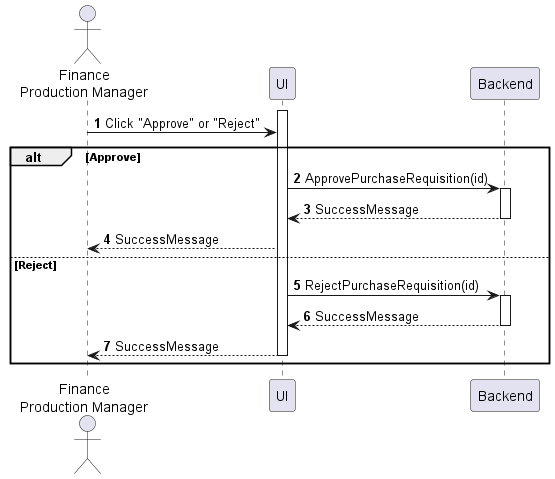 Finance
Production Manager
UI
Backend
1 Click "Approve" or "Reject"
alt
[Approve]
2 ApprovePurchaseRequisition(id)
3 SuccessMessage
4 SuccessMessage
[Reject]
5 RejectPurchaseRequisition(id)
6 SuccessMessage
7 SuccessMessage
Finance
Production Manager
UI
Backend